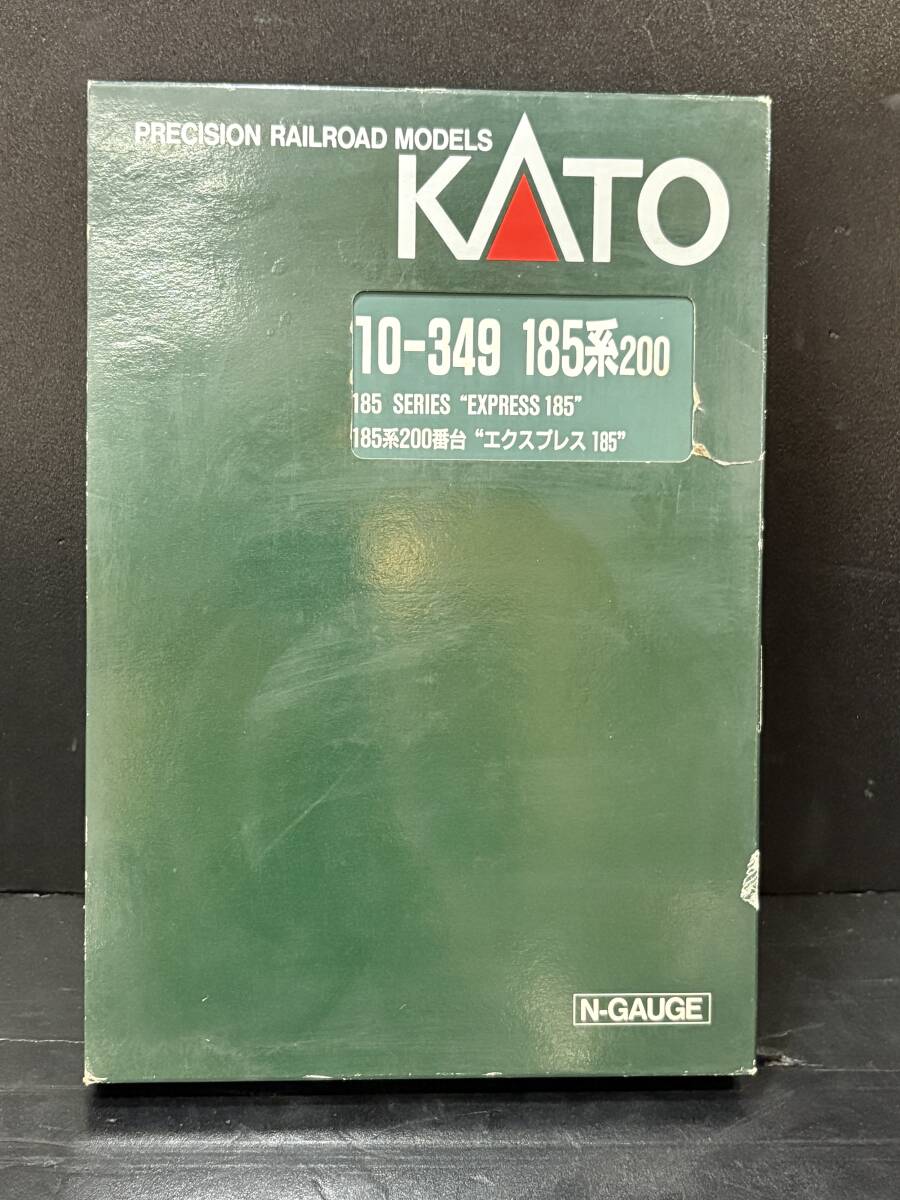 PRECISION RAILROAD MODELS
KATO
10-349 185系200
185 SERIES "EXPRESS 185"
185系200番台 "エクスプレス 185"
N-GAUGE